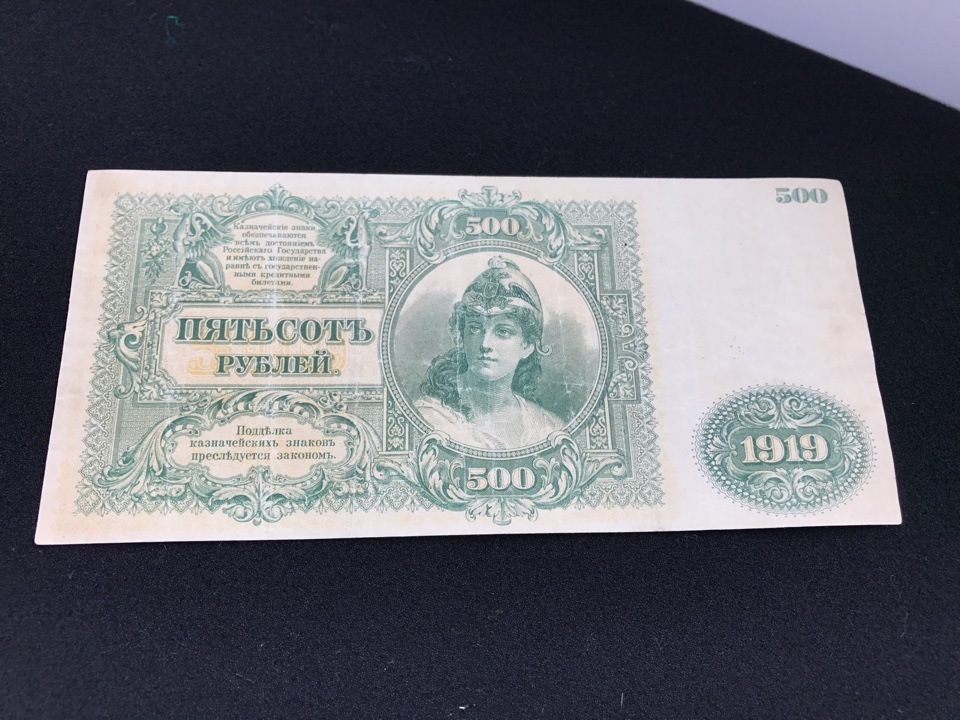 500
500
Казначейскіе знаки
обезпечиваются
всѣмъ достояніемъ
Россійскаго Государства
и имѣютъ хожденіе на-
равнѣ съ государствен-
ными кредитными
билетами.
ПЯТЬСОТЪ
РУБЛЕЙ.
Поддѣлка
казначейскихъ знаковъ
преслѣдуется закономъ.
1919
500